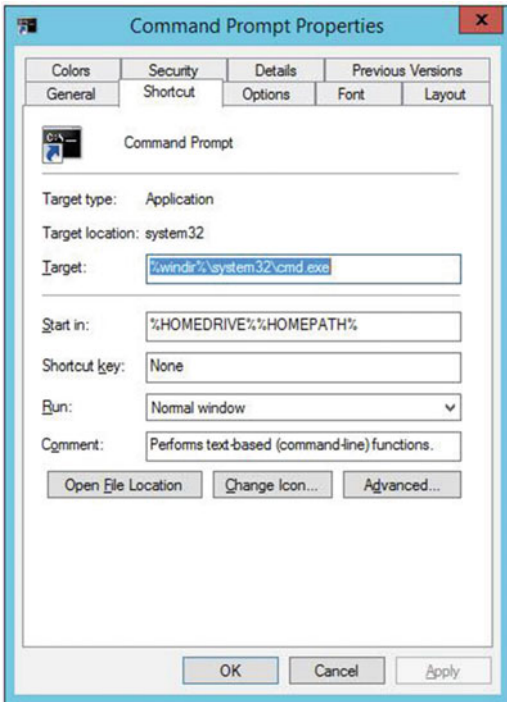 Command Prompt Properties
x
Colors Security Details Previous Versions
General Shortcut Options Font Layout
C:\
Command Prompt
Target type: Application
Target location: system32
Target: %windir%\system32\cmd.exe
Start in: %HOMEDRIVE%%HOMEPATH%
Shortcut key: None
Run: Normal window
Comment: Performs text-based (command-line) functions.
Open File Location Change Icon... Advanced...
OK Cancel Apply